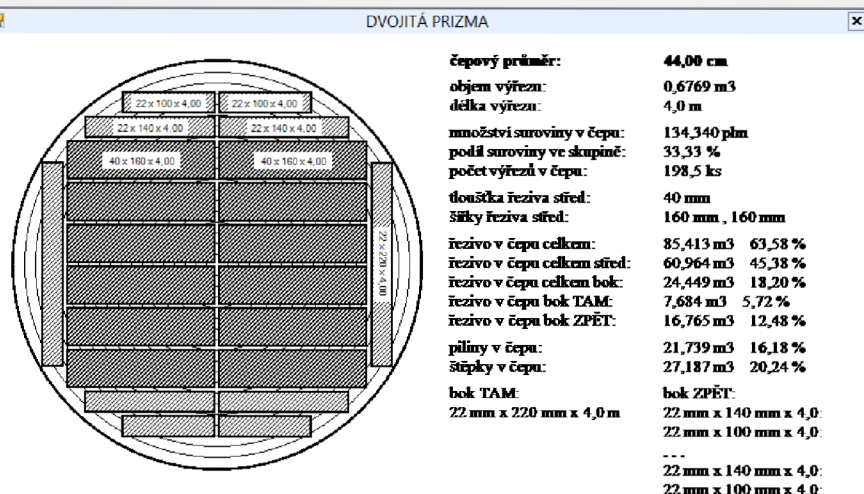 DVOJITÁ PRIZMA
22 x 100 x 4,00 22 x 100 x 4,00
22 x 140 x 4,00 22 x 140 x 4,00
40 x 160 x 4,00 40 x 160 x 4,00
22 x 220 x 4,00
čepový průměr: 44,00 cm
objem výřezu: 0,6769 m3
délka výřezu: 4,0 m
množství suroviny v čepu: 134,340 plm
podíl suroviny ve skupině: 33,33 %
počet výřezů v čepu: 198,5 ks
tloušťka řeziva střed: 40 mm
šířky řeziva střed: 160 mm , 160 mm
řezivo v čepu celkem: 85,413 m3 63,58 %
řezivo v čepu celkem střed: 60,964 m3 45,38 %
řezivo v čepu celkem bok: 24,449 m3 18,20 %
řezivo v čepu bok TAM: 7,684 m3 5,72 %
řezivo v čepu bok ZPĚT: 16,765 m3 12,48 %
piliny v čepu: 21,739 m3 16,18 %
štěpky v čepu: 27,187 m3 20,24 %
bok TAM: bok ZPĚT:
22 mm x 220 mm x 4,0 m 22 mm x 140 mm x 4,0
22 mm x 100 mm x 4,0
- - -
22 mm x 140 mm x 4,0
22 mm x 100 mm x 4,0